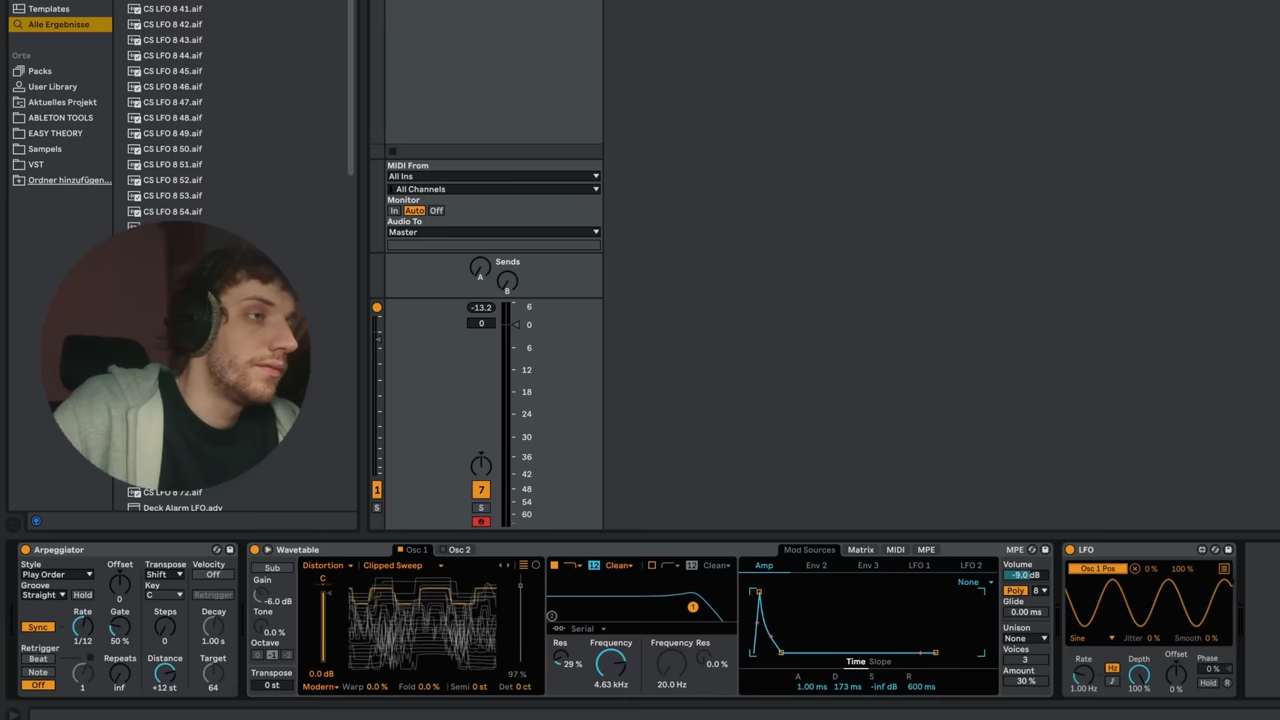 Templates
Alle Ergebnisse
Orte
Packs
User Library
Aktuelles Projekt
ABLETON TOOLS
EASY THEORY
Sampels
VST
Ordner hinzufügen...
CS LFO 8 41.aif
CS LFO 8 42.aif
CS LFO 8 43.aif
CS LFO 8 44.aif
CS LFO 8 45.aif
CS LFO 8 46.aif
CS LFO 8 47.aif
CS LFO 8 48.aif
CS LFO 8 49.aif
CS LFO 8 50.aif
CS LFO 8 51.aif
CS LFO 8 52.aif
CS LFO 8 53.aif
CS LFO 8 54.aif
CS LFO 8 72.aif
Deck Alarm LFO.adv
MIDI From
All Ins
All Channels
Monitor
In Auto Off
Audio To
Master
Sends
A
B
-13.2
0
6
0
6
12
18
24
30
36
42
48
54
60
1
S
7
S
Arpeggiator
Style
Play Order
Groove
Straight Hold
Offset
0
Transpose
Shift
Key
C
Velocity
Off
Retrigger
Rate
Sync
1/12
Gate
50 %
Steps
0
Decay
1.00 s
Retrigger
Beat
Note
Off
1
Repeats
inf
Distance
+12 st
Target
64
Wavetable
Osc 1
Osc 2
Sub
Gain
-6.0 dB
Tone
0.0 %
Octave
0 -1 -2
Transpose
0 st
Distortion
Clipped Sweep
C
0.0 dB
97 %
Modern Warp 0.0 % Fold 0.0 % Semi 0 st Det 0 ct
12 Clean
12 Clean
1
2
Serial
Res
29 %
Frequency
4.63 kHz
Frequency
20.0 Hz
Res
0.0 %
Mod Sources
Matrix
MIDI
MPE
Amp
Env 2
Env 3
LFO 1
LFO 2
None
Time Slope
A
1.00 ms
D
173 ms
S
-inf dB
R
600 ms
MPE
Volume
-9.0 dB
Poly 8
Glide
0.00 ms
Unison
None
Voices
3
Amount
30 %
LFO
Osc 1 Pos
0 %
100 %
Sine
Jitter 0 %
Smooth 0 %
Rate
1.00 Hz
Hz
Depth
100 %
Offset
0 %
Phase
0 %
Hold R